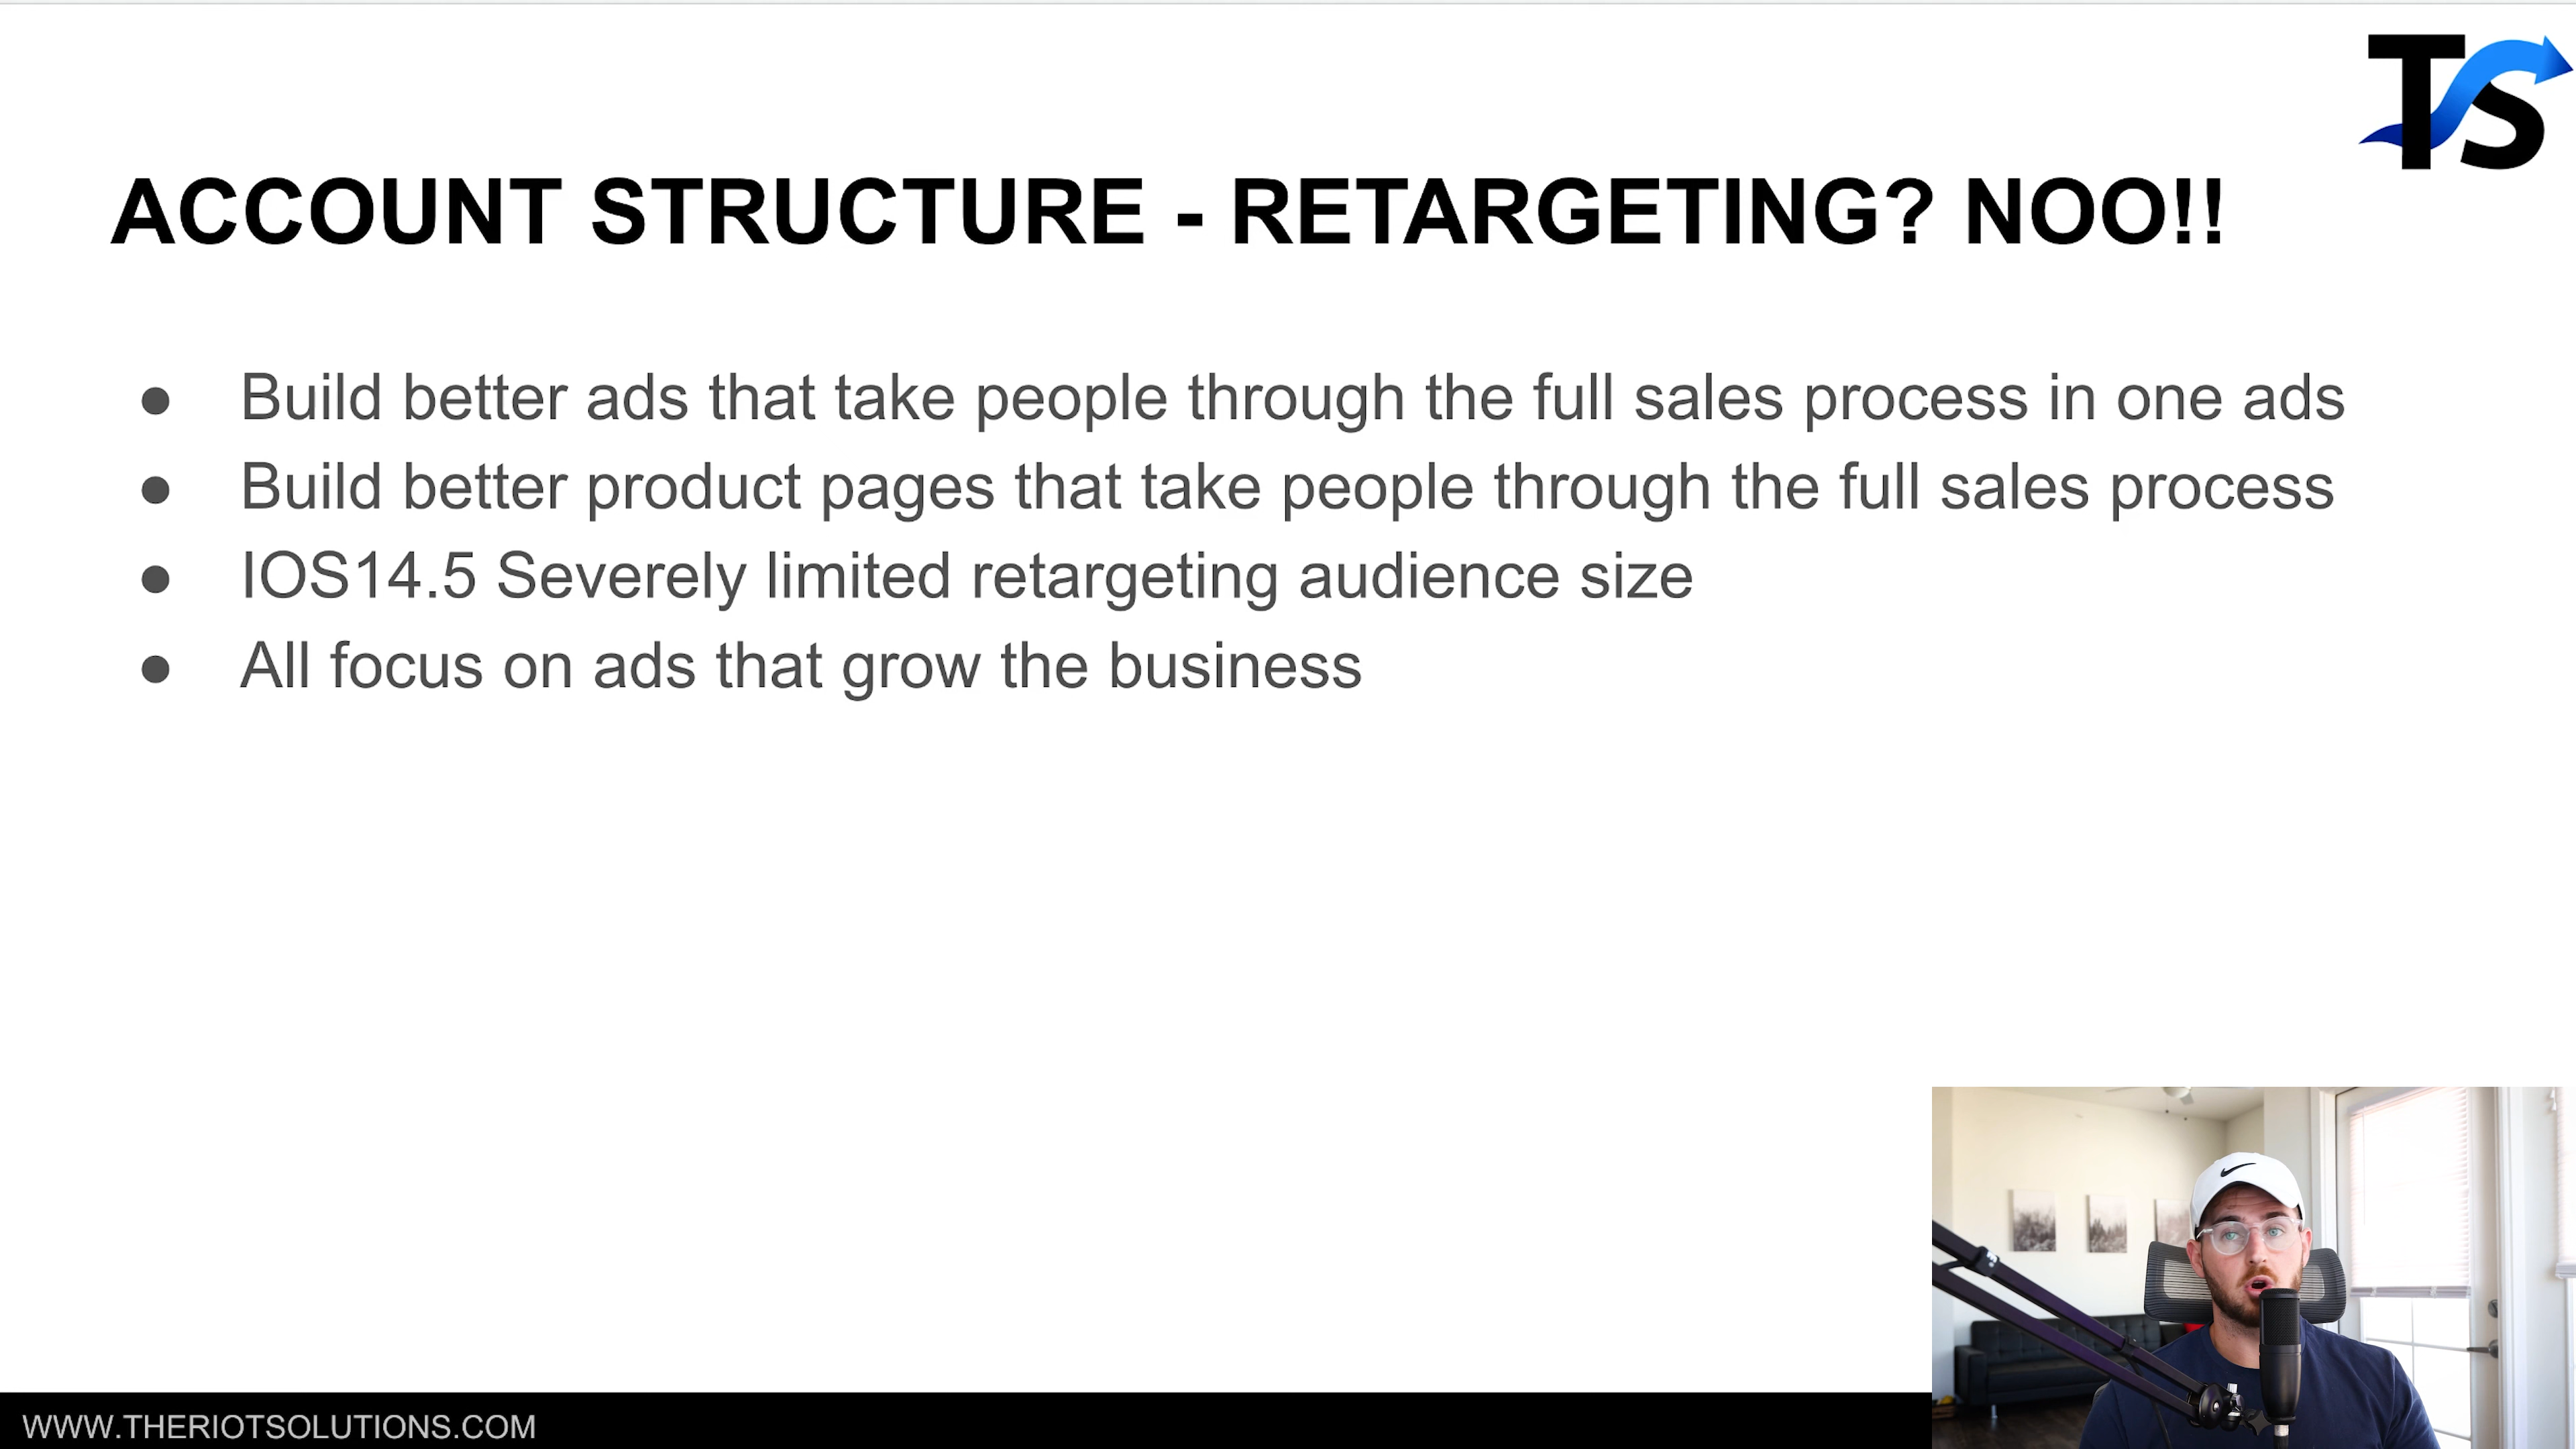 TS
ACCOUNT STRUCTURE - RETARGETING? NOO!!
● Build better ads that take people through the full sales process in one ads
● Build better product pages that take people through the full sales process
● IOS14.5 Severely limited retargeting audience size
● All focus on ads that grow the business
WWW.THERIOTSOLUTIONS.COM